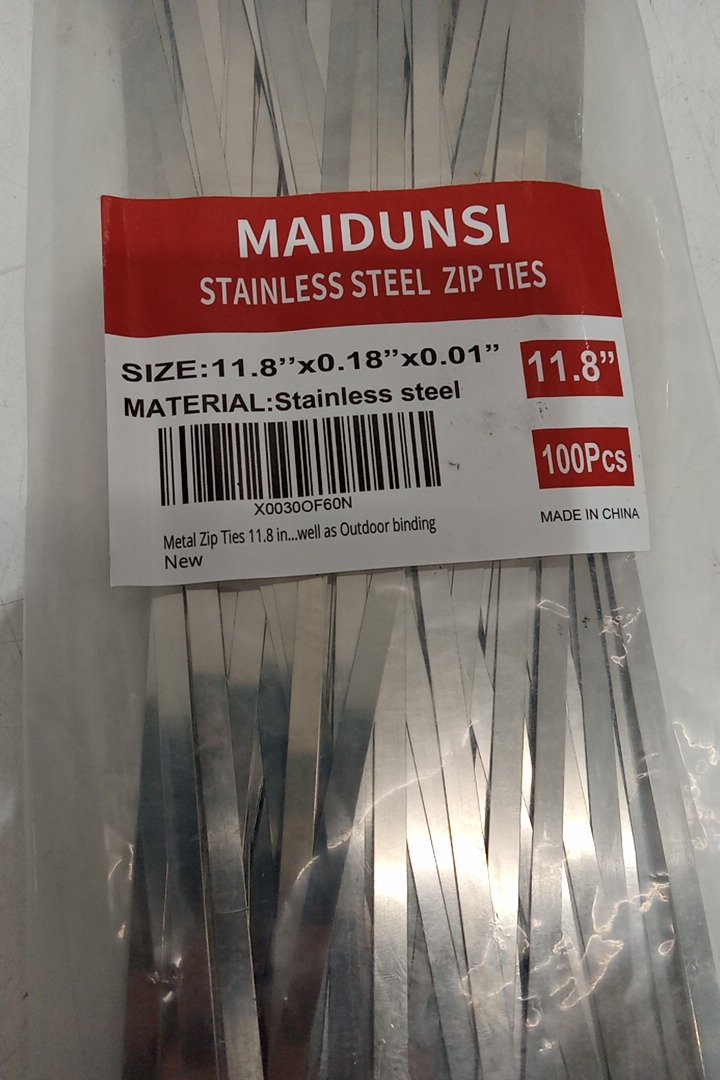 MAIDUNSI
STAINLESS STEEL ZIP TIES
SIZE:11.8’’x0.18’’x0.01’’
11.8”
MATERIAL:Stainless steel
100Pcs
X0030OF60N
MADE IN CHINA
Metal Zip Ties 11.8 in...well as Outdoor binding
New